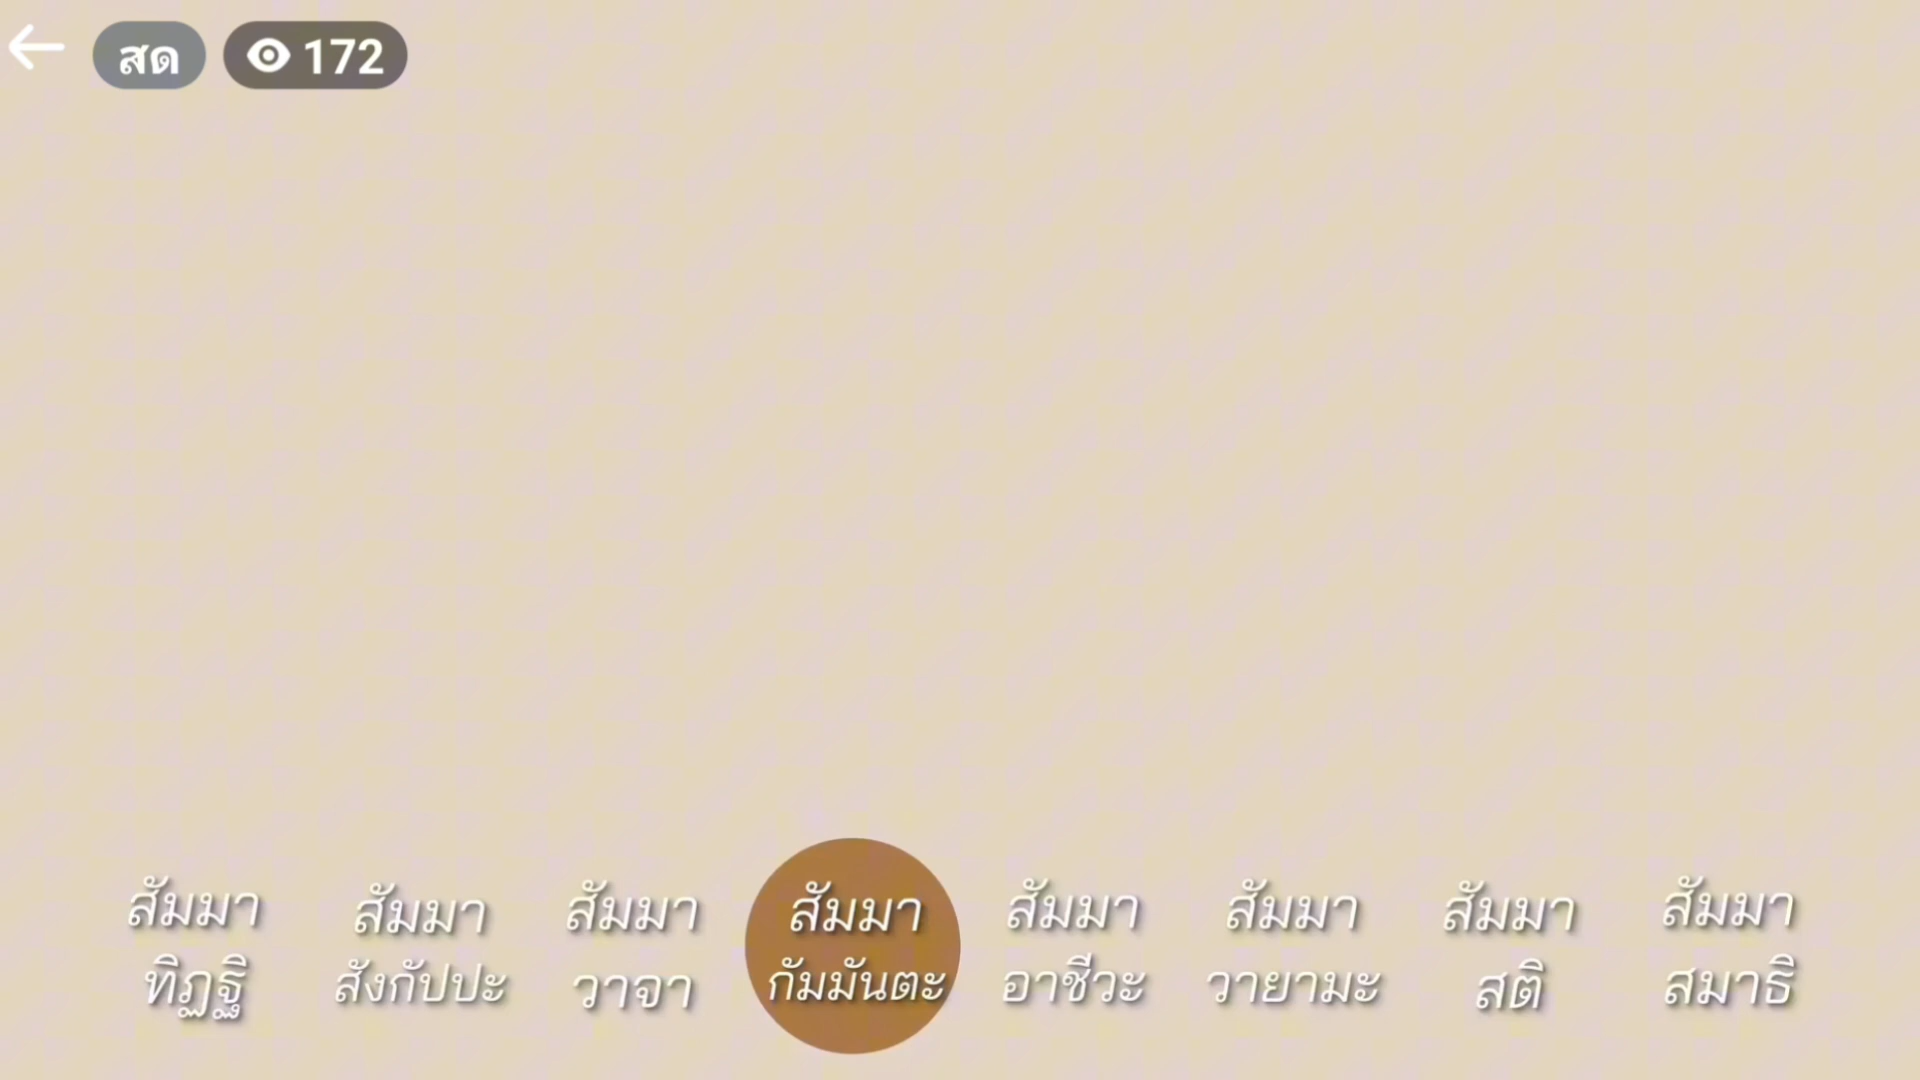 สด 172
สัมมา สัมมา สัมมา สัมมา สัมมา สัมมา สัมมา สัมมา
ทิฏฐิ สังกัปปะ วาจา กัมมันตะ อาชีวะ วายามะ สติ สมาธิ